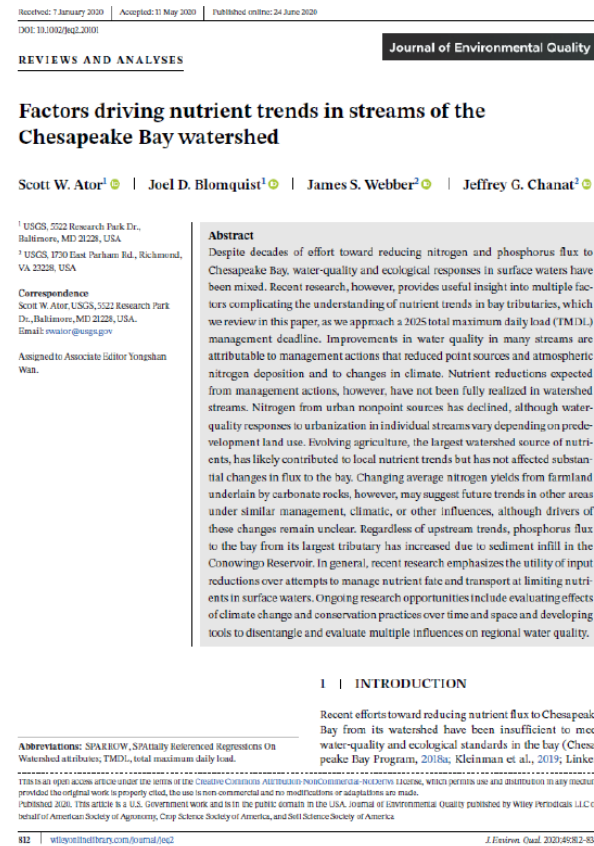 Received: 7 January 2020 | Accepted: 11 May 2020 | Published online: 24 June 2020
DOI: 10.1002/jeq2.20101
Journal of Environmental Quality
REVIEWS AND ANALYSES
Factors driving nutrient trends in streams of the
Chesapeake Bay watershed
Scott W. Ator¹ | Joel D. Blomquist¹ | James S. Webber² | Jeffrey G. Chanat²
¹ USGS, 5522 Research Park Dr.,
Baltimore, MD 21228, USA
² USGS, 1730 East Parham Rd., Richmond,
VA 23228, USA
Correspondence
Scott W. Ator, USGS, 5522 Research Park
Dr., Baltimore, MD 21228, USA.
Email: swator@usgs.gov
Assigned to Associate Editor Yongshan
Wan.
Abstract
Despite decades of effort toward reducing nitrogen and phosphorus flux to
Chesapeake Bay, water-quality and ecological responses in surface waters have
been mixed. Recent research, however, provides useful insight into multiple fac-
tors complicating the understanding of nutrient trends in bay tributaries, which
we review in this paper, as we approach a 2025 total maximum daily load (TMDL)
management deadline. Improvements in water quality in many streams are
attributable to management actions that reduced point sources and atmospheric
nitrogen deposition and to changes in climate. Nutrient reductions expected
from management actions, however, have not been fully realized in watershed
streams. Nitrogen from urban nonpoint sources has declined, although water-
quality responses to urbanization in individual streams vary depending on prede-
velopment land use. Evolving agriculture, the largest watershed source of nutri-
ents, has likely contributed to local nutrient trends but has not affected substan-
tial changes in flux to the bay. Changing average nitrogen yields from farmland
underlain by carbonate rocks, however, may suggest future trends in other areas
under similar management, climatic, or other influences, although drivers of
these changes remain unclear. Regardless of upstream trends, phosphorus flux
to the bay from its largest tributary has increased due to sediment infill in the
Conowingo Reservoir. In general, recent research emphasizes the utility of input
reductions over attempts to manage nutrient fate and transport at limiting nutri-
ents in surface waters. Ongoing research opportunities include evaluating effects
of climate change and conservation practices over time and space and developing
tools to disentangle and evaluate multiple influences on regional water quality.
1 | INTRODUCTION
Recent efforts toward reducing nutrient flux to Chesapeak
Bay from its watershed have been insufficient to mee
water-quality and ecological standards in the bay (Chesa
peake Bay Program, 2018a; Kleinman et al., 2019; Linke
Abbreviations: SPARROW, SPAtially Referenced Regressions On
Watershed attributes; TMDL, total maximum daily load.
This is an open access article under the terms of the Creative Commons Attribution-NonCommercial-NoDerivs License, which permits use and distribution in any medium
provided the original work is properly cited, the use is non-commercial and no modifications or adaptations are made.
Published 2020. This article is a U.S. Government work and is in the public domain in the USA. Journal of Environmental Quality published by Wiley Periodicals LLC o
behalf of American Society of Agronomy, Crop Science Society of America, and Soil Science Society of America
812 | wileyonlinelibrary.com/journal/jeq2
J. Environ. Qual. 2020;49:812–83